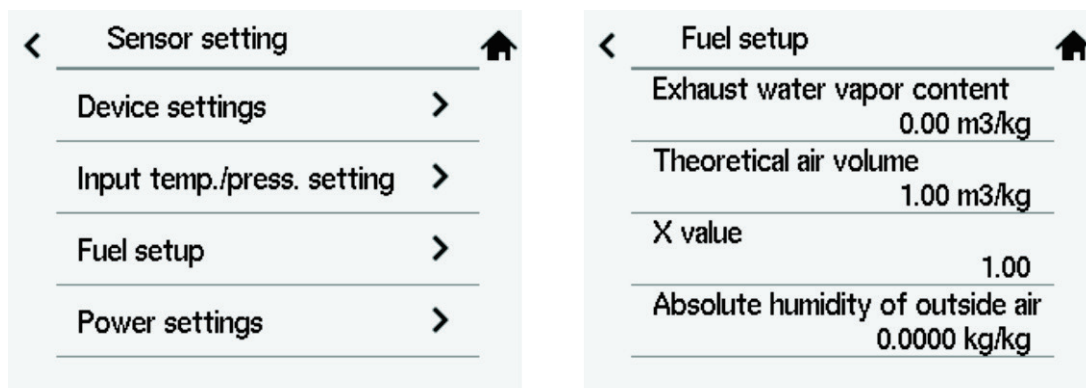 Sensor setting
Device settings
Input temp./press. setting
Fuel setup
Power settings
Fuel setup
Exhaust water vapor content
0.00 m3/kg
Theoretical air volume
1.00 m3/kg
X value
1.00
Absolute humidity of outside air
0.0000 kg/kg